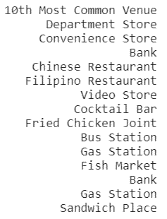 10th Most Common Venue
Department Store
Convenience Store
Bank
Chinese Restaurant
Filipino Restaurant
Video Store
Cocktail Bar
Fried Chicken Joint
Bus Station
Gas Station
Fish Market
Bank
Gas Station
Sandwich Place